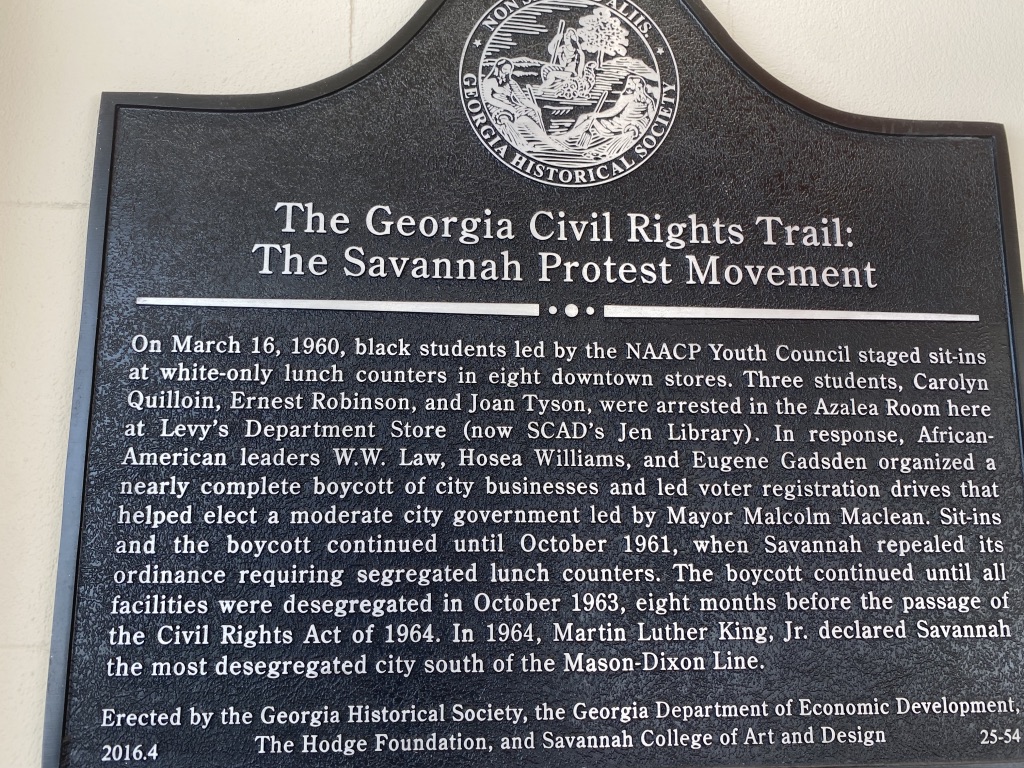 NON S ALIIS.
GEORGIA HISTORICAL SOCIETY
The Georgia Civil Rights Trail:
The Savannah Protest Movement
On March 16, 1960, black students led by the NAACP Youth Council staged sit-ins
at white-only lunch counters in eight downtown stores. Three students, Carolyn
Quilloin, Ernest Robinson, and Joan Tyson, were arrested in the Azalea Room here
at Levy's Department Store (now SCAD's Jen Library). In response, African-
American leaders W.W. Law, Hosea Williams, and Eugene Gadsden organized a
nearly complete boycott of city businesses and led voter registration drives that
helped elect a moderate city government led by Mayor Malcolm Maclean. Sit-ins
and the boycott continued until October 1961, when Savannah repealed its
ordinance requiring segregated lunch counters. The boycott continued until all
facilities were desegregated in October 1963, eight months before the passage of
the Civil Rights Act of 1964. In 1964, Martin Luther King, Jr. declared Savannah
the most desegregated city south of the Mason-Dixon Line.
Erected by the Georgia Historical Society, the Georgia Department of Economic Development,
The Hodge Foundation, and Savannah College of Art and Design
2016.4 25-54